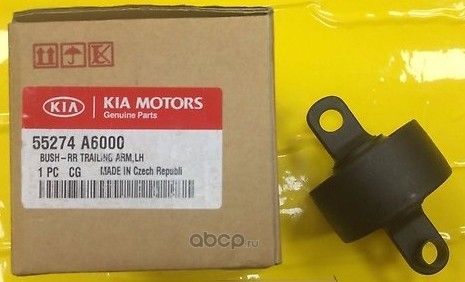 KIA
KIA MOTORS
Genuine Parts
55274 A6000
BUSH-RR TRAILING ARM,LH
1 PC CG MADE IN Czech Republi
abcp.ru